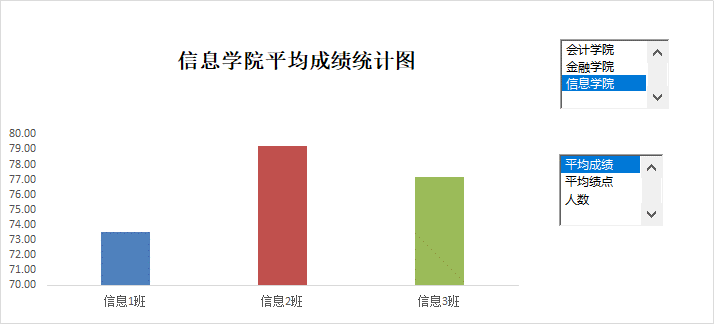 信息学院平均成绩统计图
会计学院
金融学院
信息学院
平均成绩
平均绩点
人数
80.00
79.00
78.00
77.00
76.00
75.00
74.00
73.00
72.00
71.00
70.00
信息1班
信息2班
信息3班